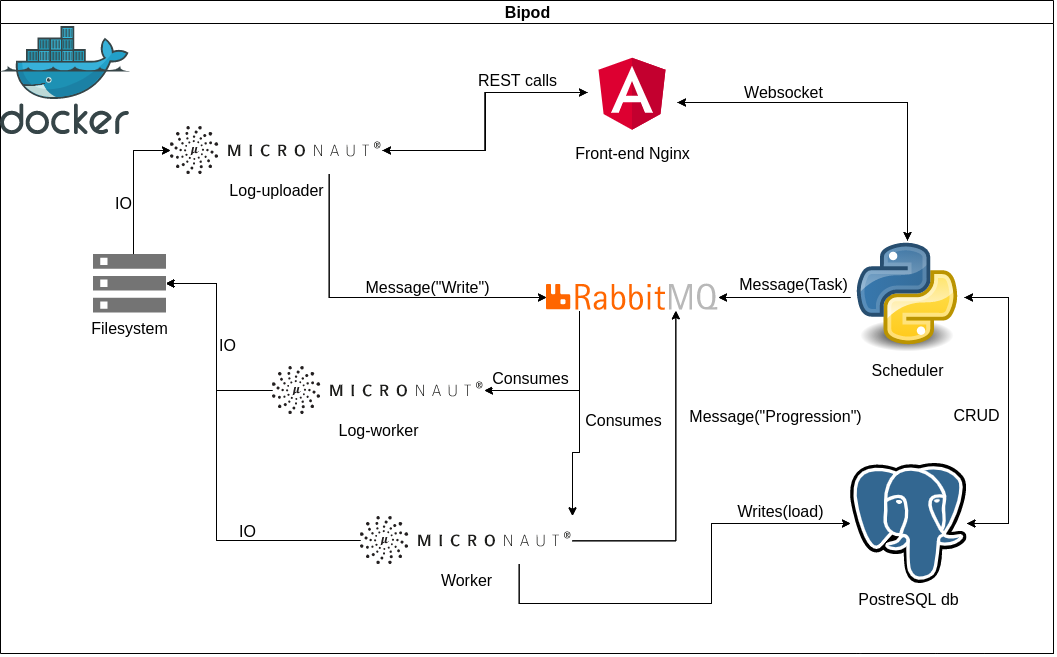 Bipod
docker
REST calls
A
Websocket
Front-end Nginx
µ MICRONAUT®
Log-uploader
IO
Message("Write")
RabbitMQ
Message(Task)
Filesystem
Scheduler
IO
µ MICRONAUT®
Consumes
Log-worker
Consumes
Message("Progression")
CRUD
Writes(load)
IO
µ MICRONAUT®
Worker
PostreSQL db